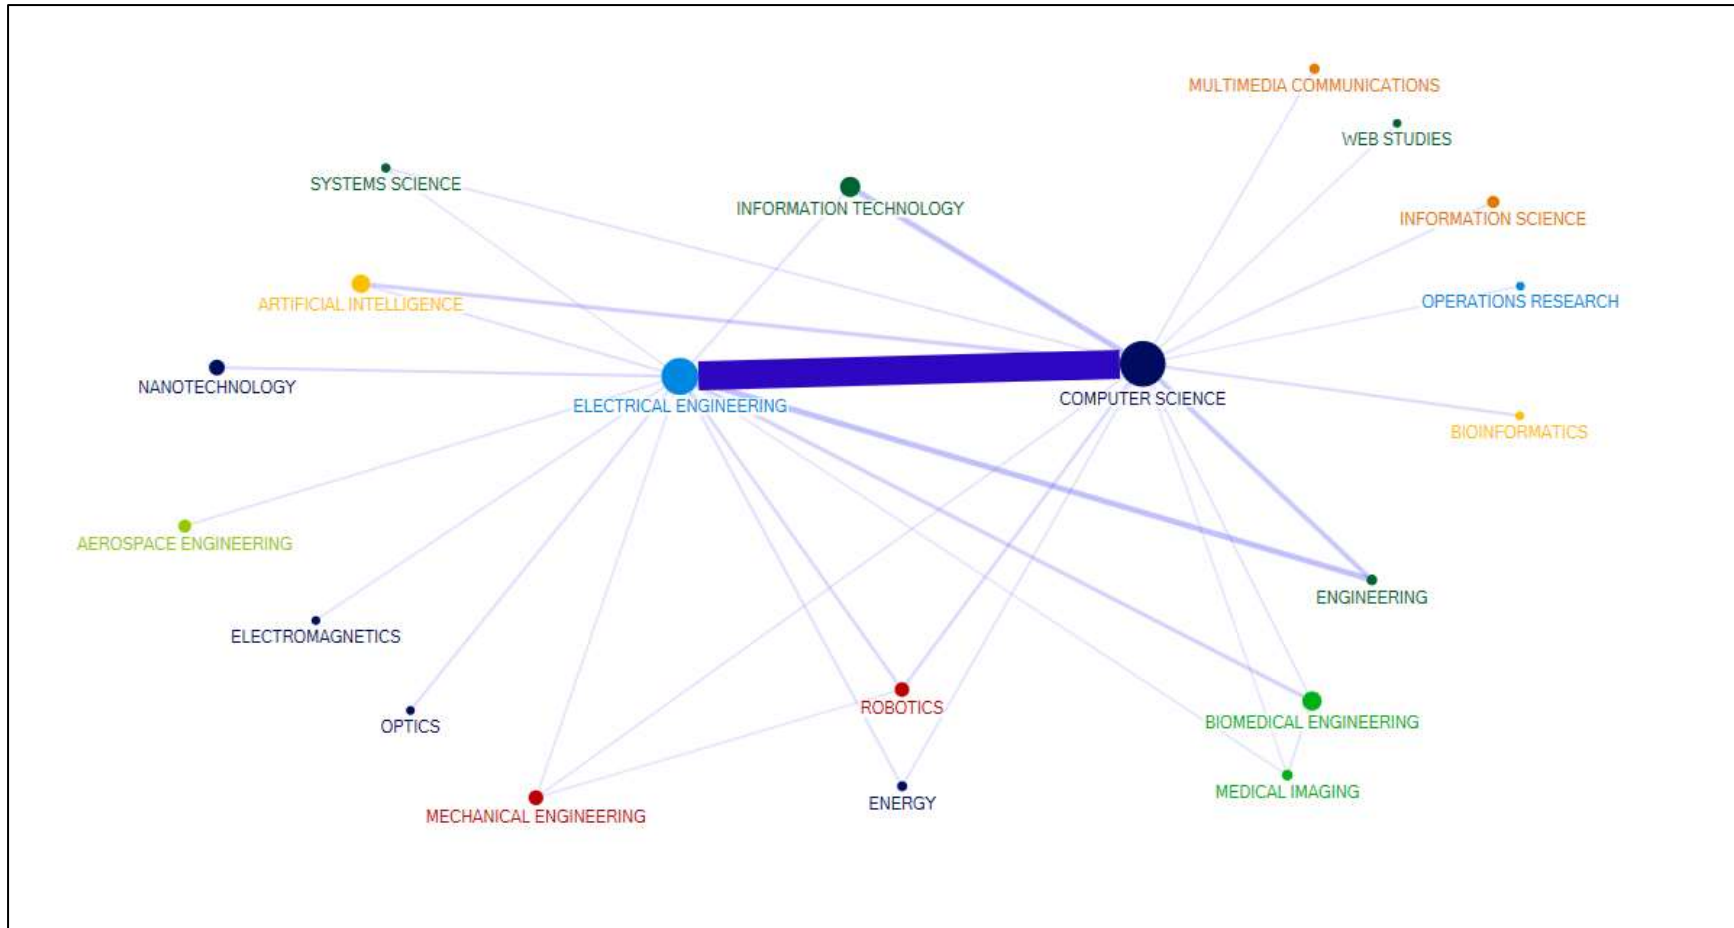 MULTIMEDIA COMMUNICATIONS
WEB STUDIES
SYSTEMS SCIENCE
INFORMATION TECHNOLOGY
INFORMATION SCIENCE
ARTIFICIAL INTELLIGENCE
OPERATIONS RESEARCH
NANOTECHNOLOGY
ELECTRICAL ENGINEERING
COMPUTER SCIENCE
BIOINFORMATICS
AEROSPACE ENGINEERING
ENGINEERING
ELECTROMAGNETICS
ROBOTICS
BIOMEDICAL ENGINEERING
OPTICS
MEDICAL IMAGING
ENERGY
MECHANICAL ENGINEERING